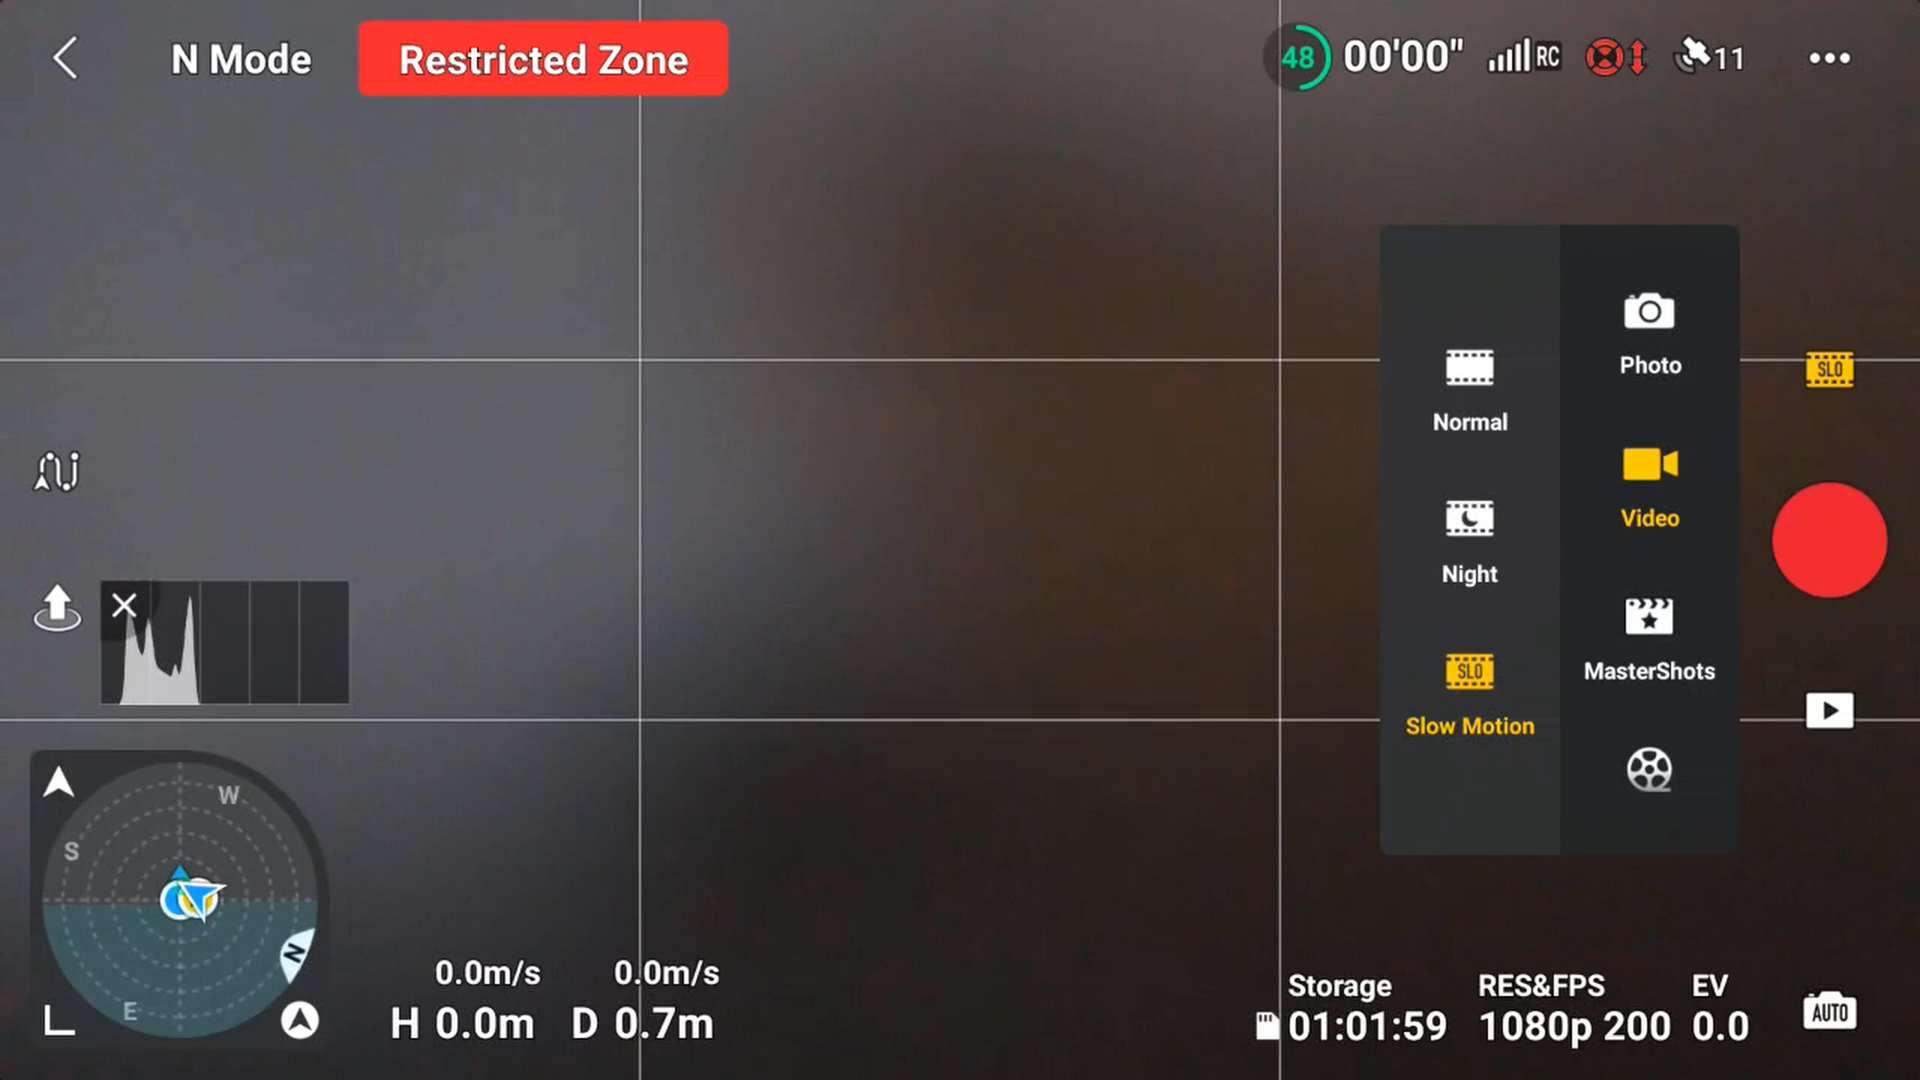 N Mode
Restricted Zone
48
00'00"
RC
11
Photo
Normal
SLO
Video
Night
MasterShots
SLO
Slow Motion
W
S
N
E
0.0m/s
0.0m/s
H 0.0m
D 0.7m
Storage
01:01:59
RES&FPS
1080p 200
EV
0.0
AUTO